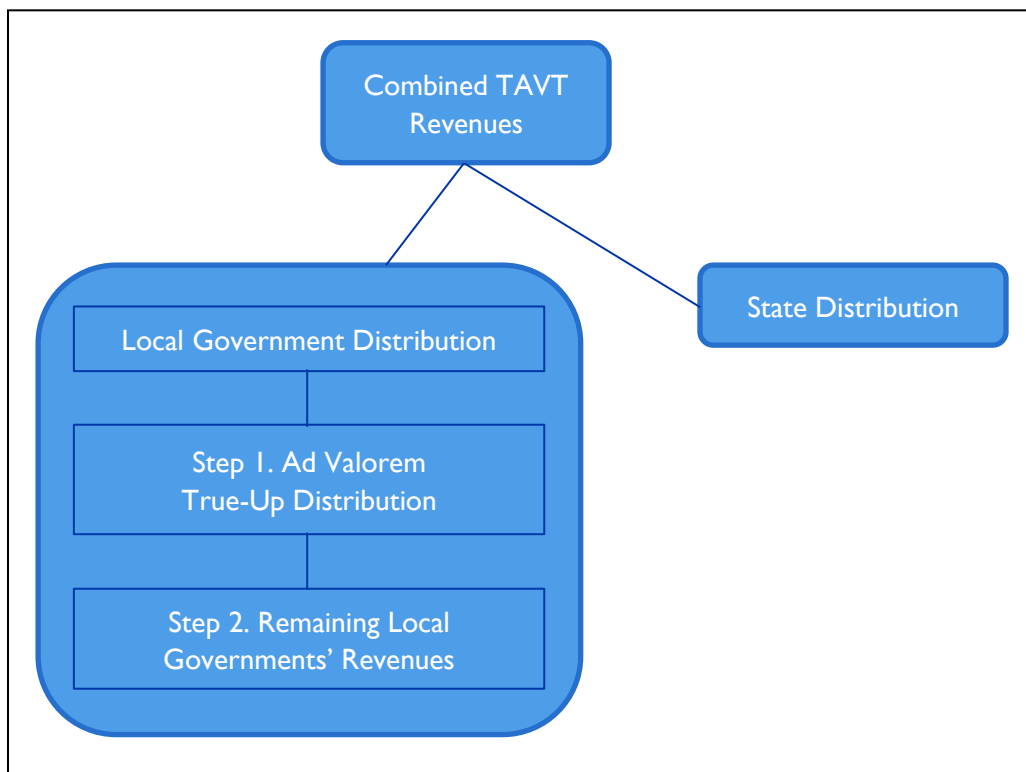 Combined TAVT
Revenues
State Distribution
Local Government Distribution
Step 1. Ad Valorem
True-Up Distribution
Step 2. Remaining Local
Governments’ Revenues